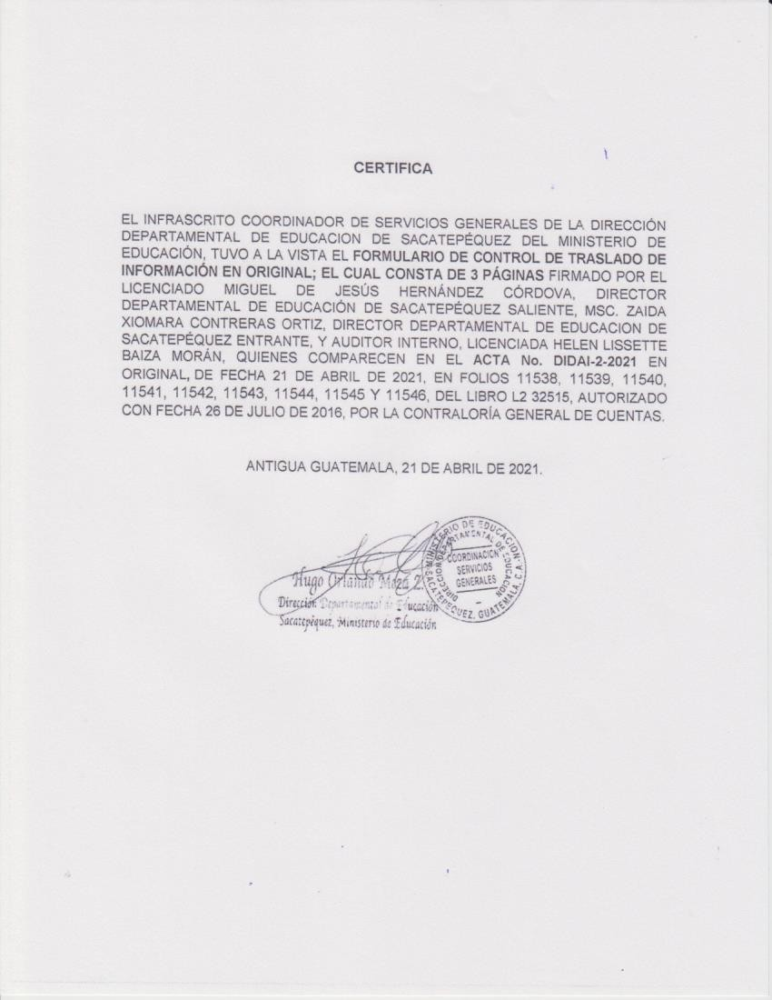 CERTIFICA
EL INFRASCRITO COORDINADOR DE SERVICIOS GENERALES DE LA DIRECCIÓN
DEPARTAMENTAL DE EDUCACION DE SACATEPÉQUEZ DEL MINISTERIO DE
EDUCACIÓN, TUVO A LA VISTA EL FORMULARIO DE CONTROL DE TRASLADO DE
INFORMACIÓN EN ORIGINAL; EL CUAL CONSTA DE 3 PÁGINAS FIRMADO POR EL
LICENCIADO MIGUEL DE JESÚS HERNÁNDEZ CÓRDOVA, DIRECTOR
DEPARTAMENTAL DE EDUCACIÓN DE SACATEPÉQUEZ SALIENTE, MSC. ZAIDA
XIOMARA CONTRERAS ORTIZ, DIRECTOR DEPARTAMENTAL DE EDUCACION DE
SACATEPÉQUEZ ENTRANTE, Y AUDITOR INTERNO, LICENCIADA HELEN LISSETTE
BAIZA MORÁN, QUIENES COMPARECEN EN EL ACTA No. DIDAI-2-2021 EN
ORIGINAL, DE FECHA 21 DE ABRIL DE 2021, EN FOLIOS 11538, 11539, 11540,
11541, 11542, 11543, 11544, 11545 Y 11546, DEL LIBRO L2 32515, AUTORIZADO
CON FECHA 26 DE JULIO DE 2016, POR LA CONTRALORÍA GENERAL DE CUENTAS.
ANTIGUA GUATEMALA, 21 DE ABRIL DE 2021.
Hugo Orlando Meza Z.
Dirección Departamental de Educación
Sacatepéquez, Ministerio de Educación
MINISTERIO DE EDUCACION
DIRECCION DEPARTAMENTAL DE EDUCACION
COORDINACION
SERVICIOS
GENERALES
SACATEPEQUEZ, GUATEMALA, C.A.